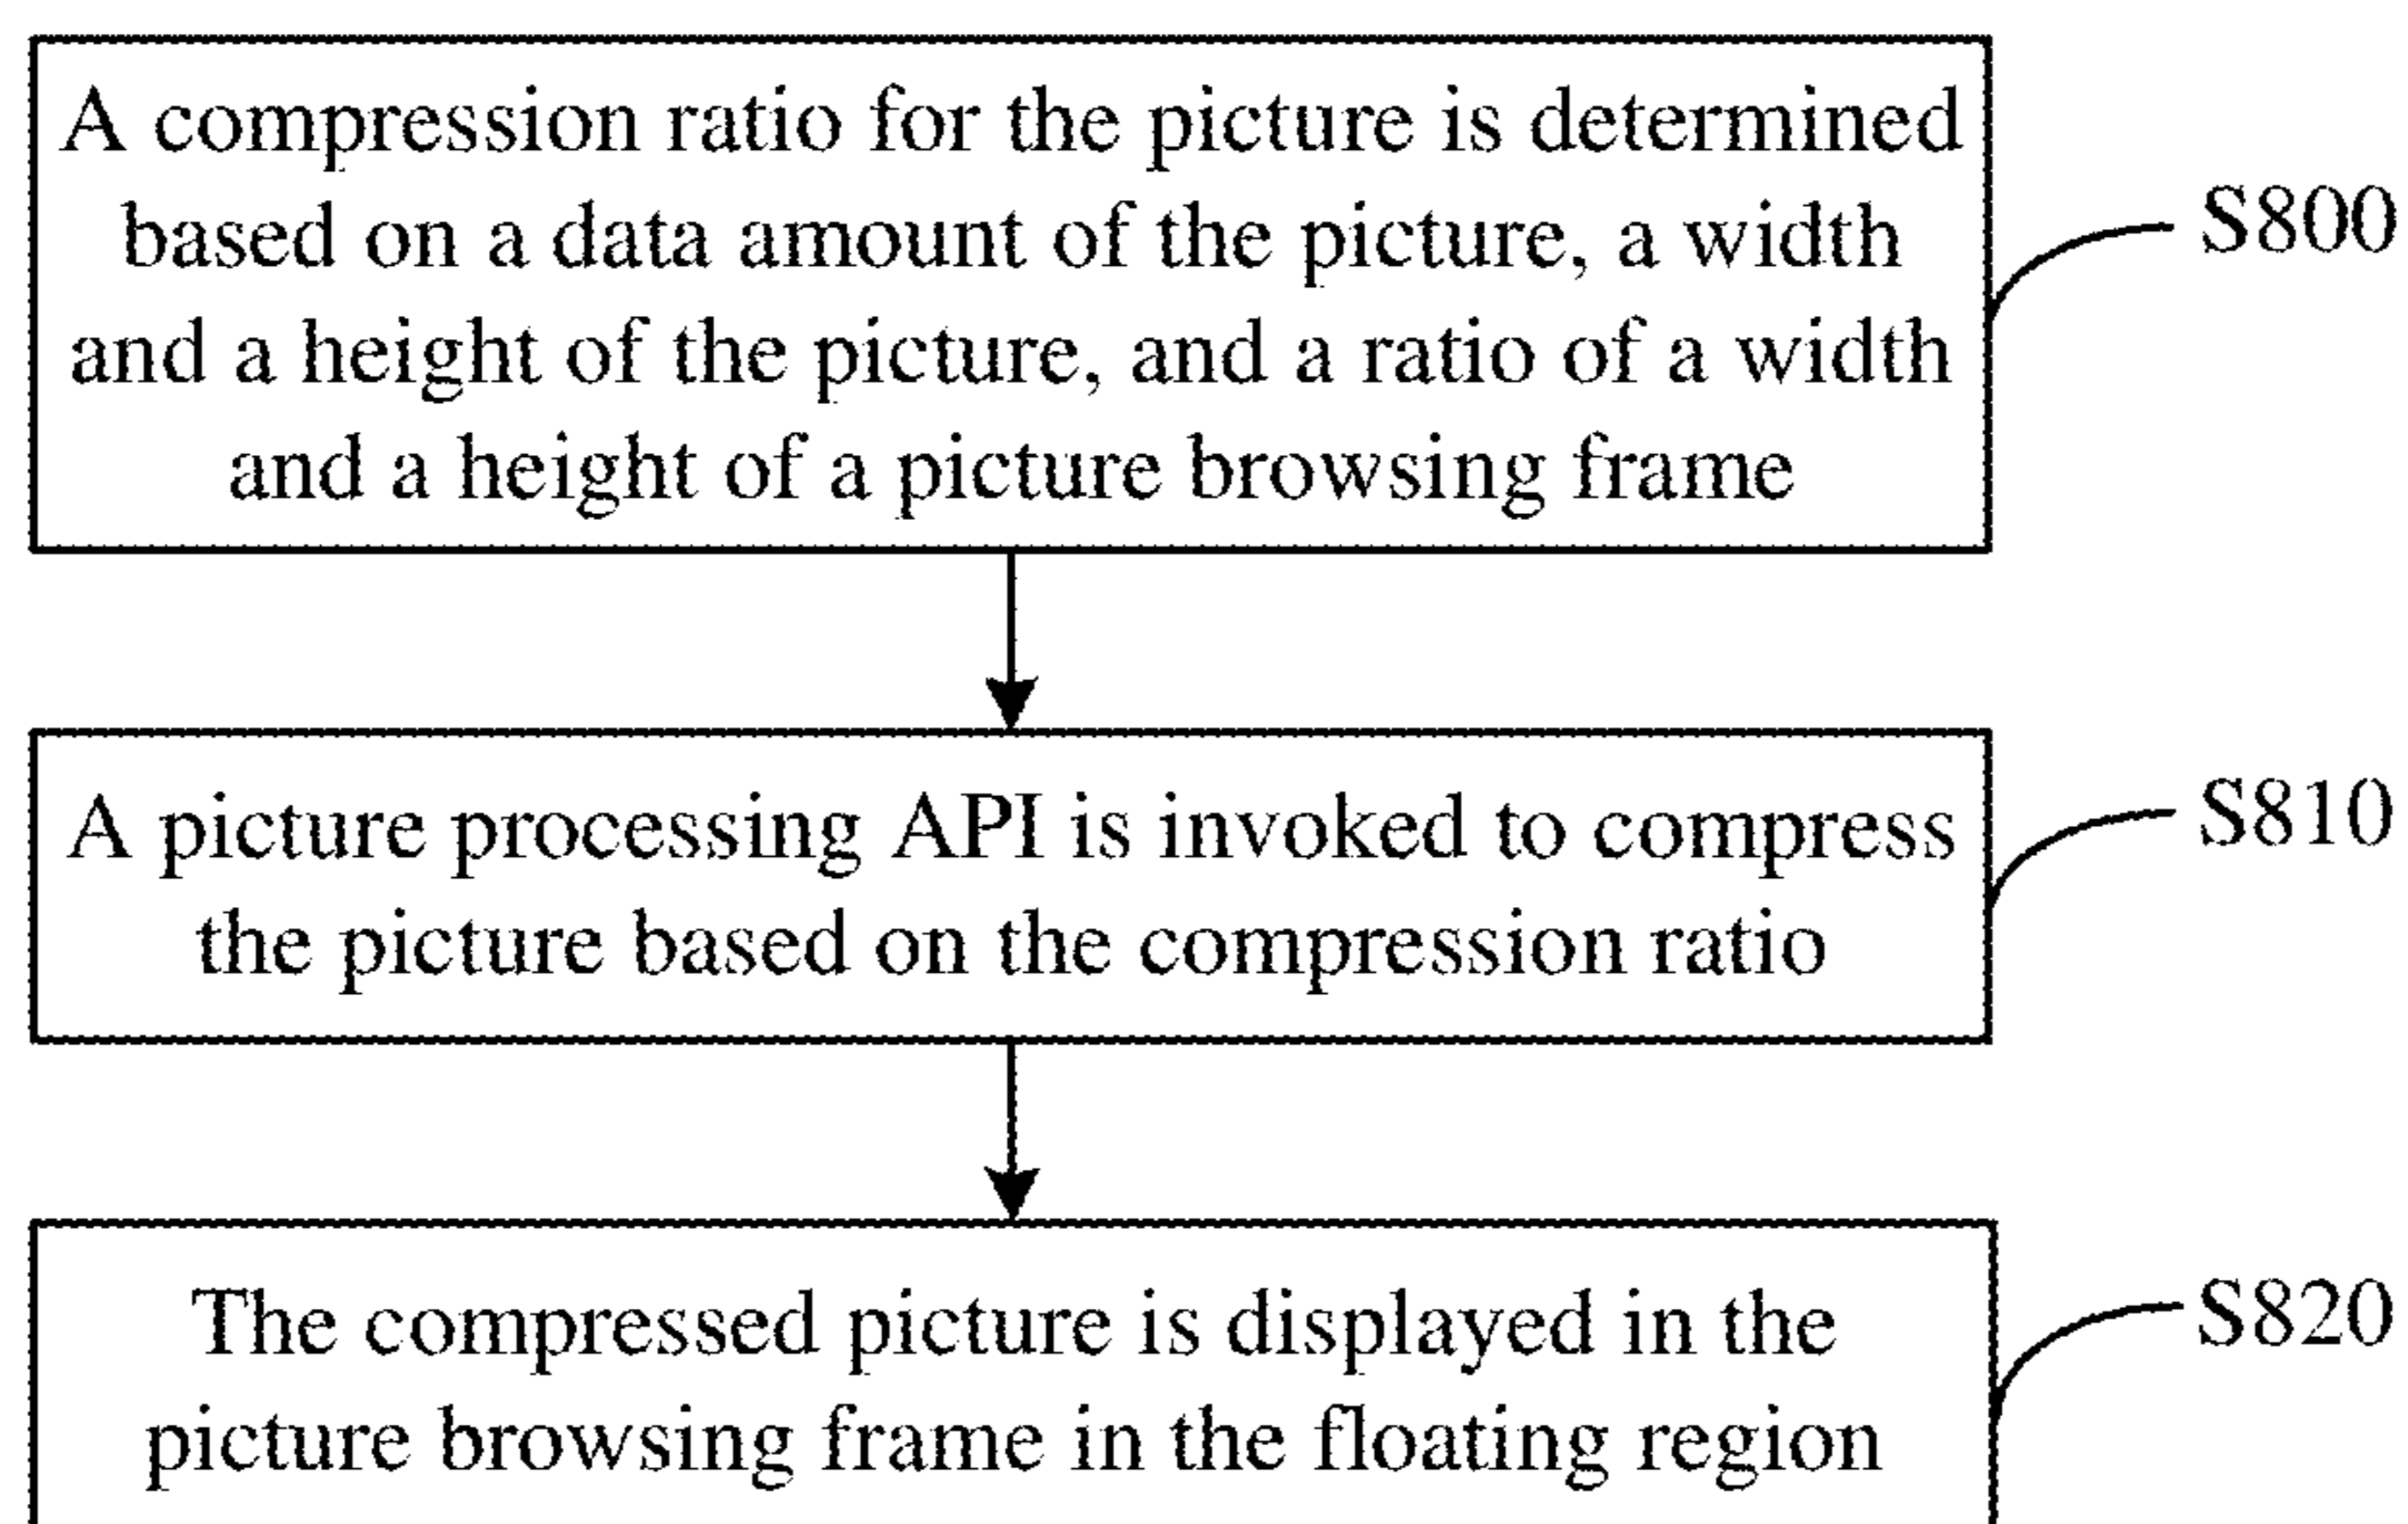 A compression ratio for the picture is determined
based on a data amount of the picture, a width
and a height of the picture, and a ratio of a width
and a height of a picture browsing frame
S800
A picture processing API is invoked to compress
the picture based on the compression ratio
S810
The compressed picture is displayed in the
picture browsing frame in the floating region
S820